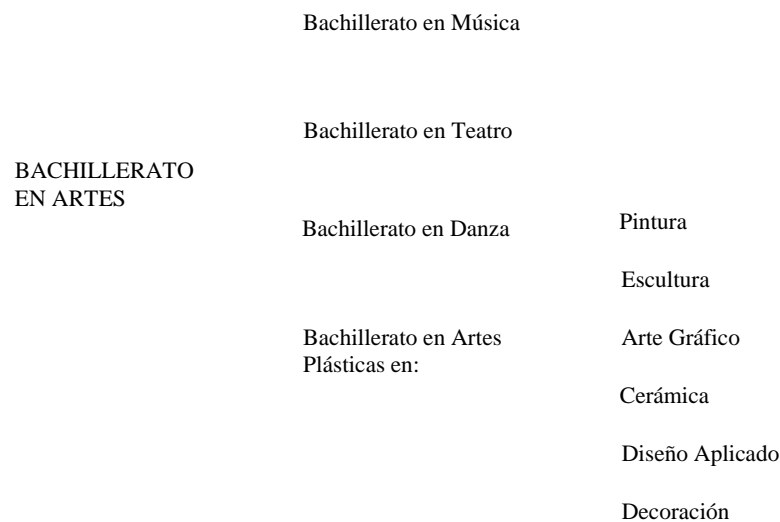 BACHILLERATO
EN ARTES
Bachillerato en Música
Bachillerato en Teatro
Bachillerato en Danza
Bachillerato en Artes
Plásticas en:
Pintura
Escultura
Arte Gráfico
Cerámica
Diseño Aplicado
Decoración